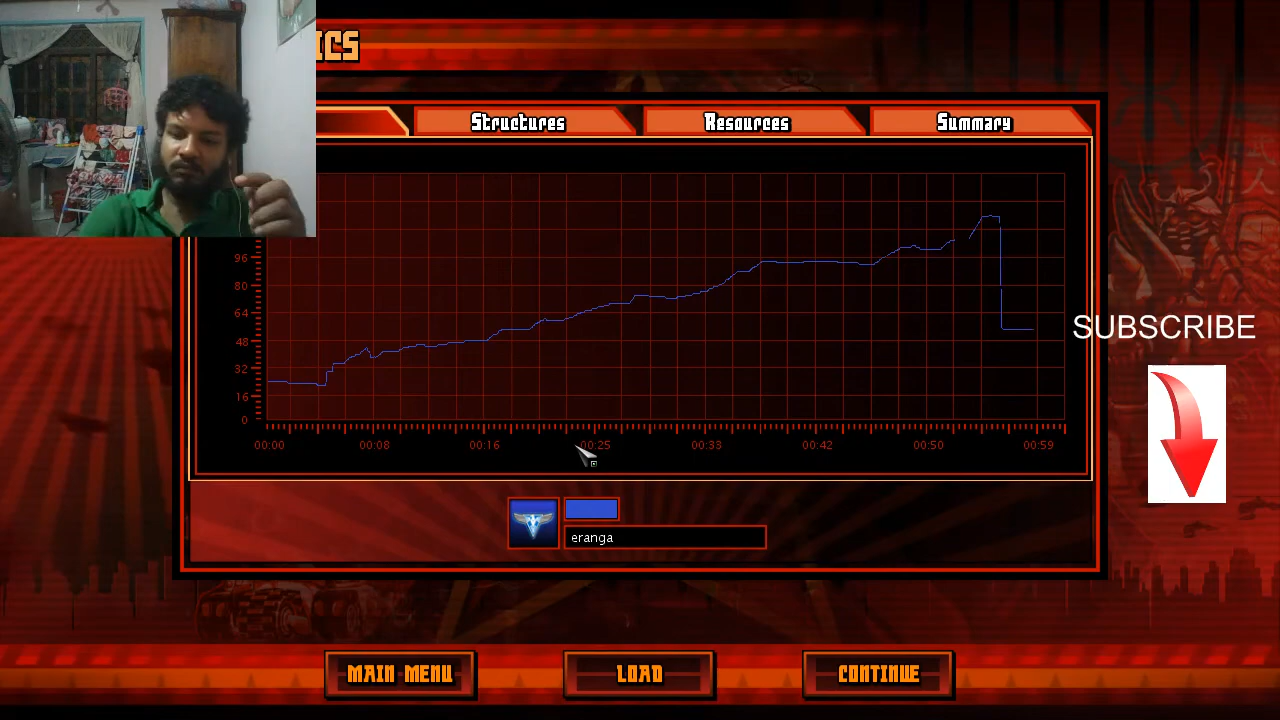 ICS
Structures
Resources
Summary
96
80
64
48
32
16
0
00:00
00:08
00:16
00:25
00:33
00:42
00:50
00:59
SUBSCRIBE
eranga
MAIN MENU
LOAD
CONTINUE